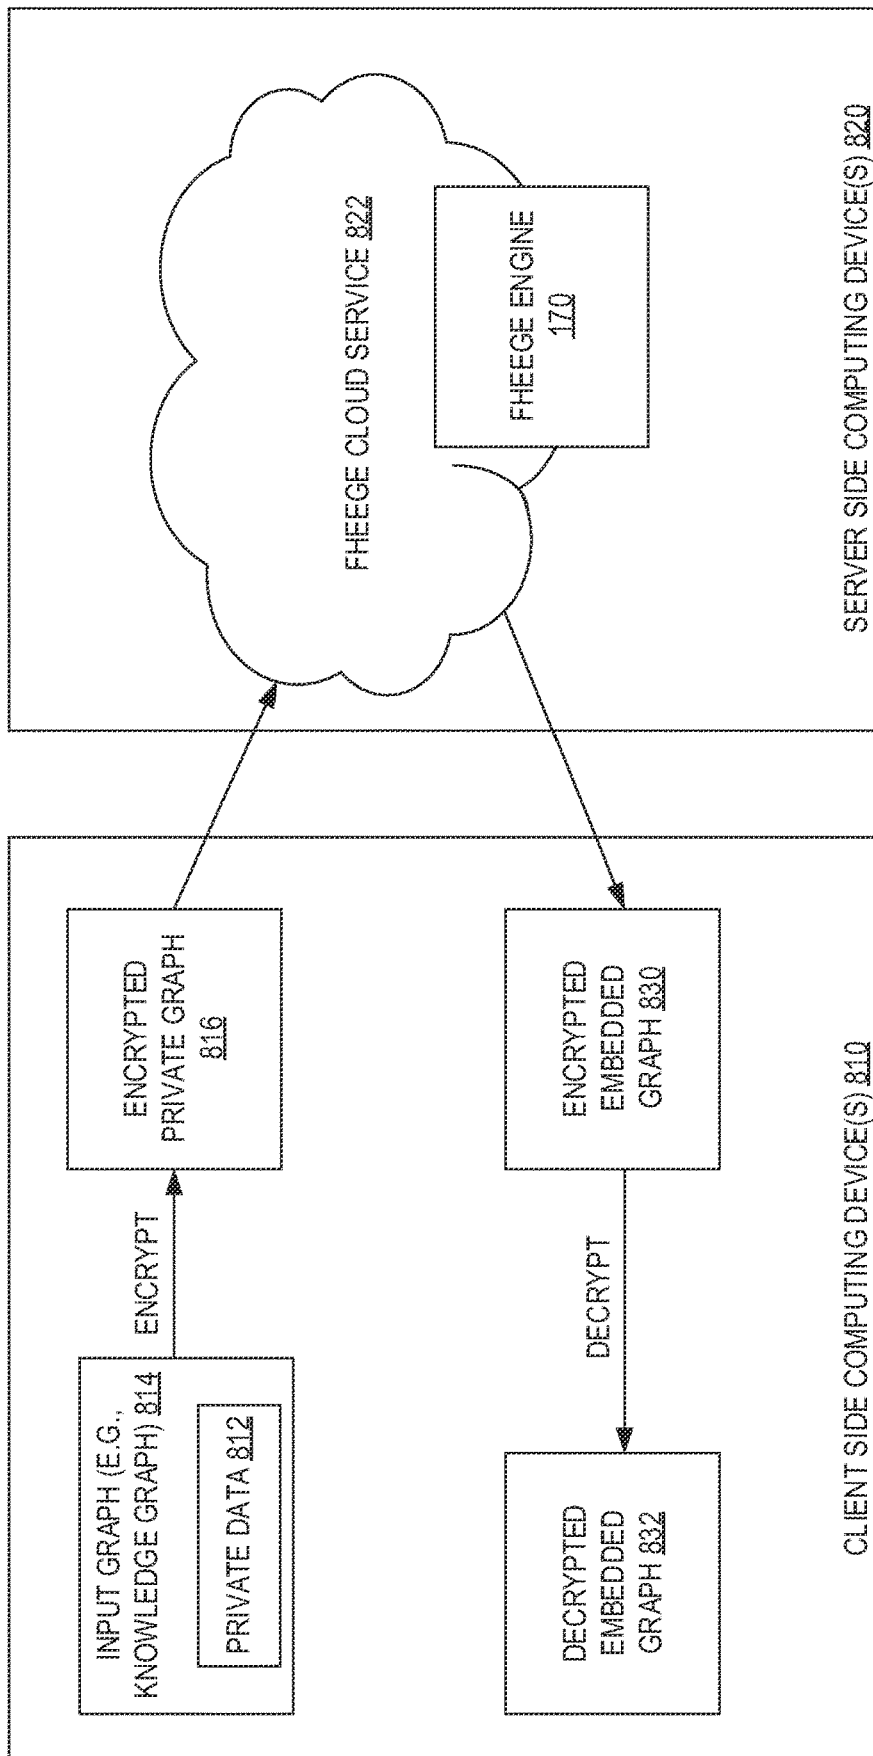 INPUT GRAPH (E.G.,
KNOWLEDGE GRAPH) 814
PRIVATE DATA 812
ENCRYPT
ENCRYPTED
PRIVATE GRAPH
816
FHEEGE CLOUD SERVICE 822
FHEEGE ENGINE
170
DECRYPTED
EMBEDDED
GRAPH 832
DECRYPT
ENCRYPTED
EMBEDDED
GRAPH 830
CLIENT SIDE COMPUTING DEVICE(S) 810
SERVER SIDE COMPUTING DEVICE(S) 820